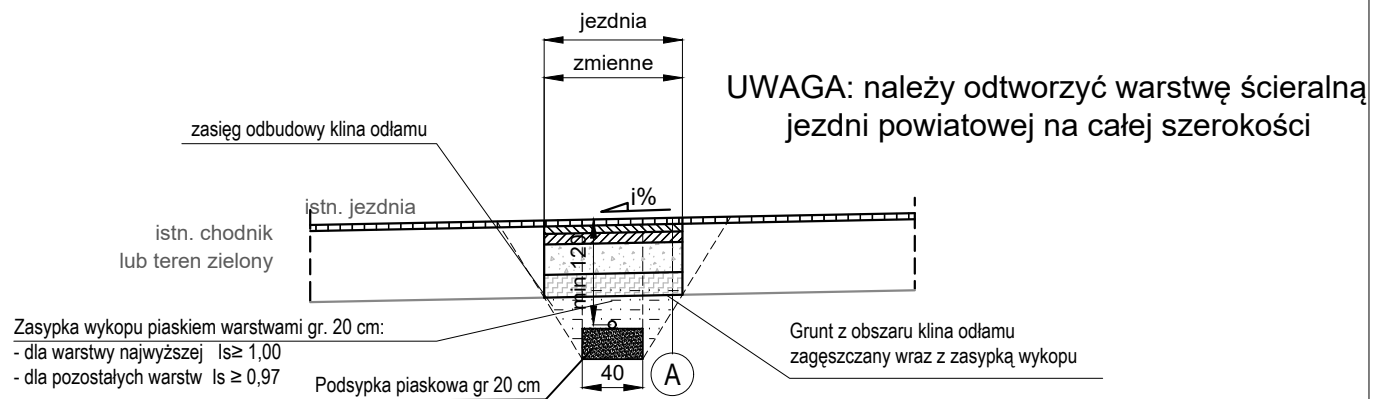 jezdnia
zmienne
UWAGA: należy odtworzyć warstwę ścieralną
jezdni powiatowej na całej szerokości
zasięg odbudowy klina odłamu
i%
istn. jezdnia
istn. chodnik
lub teren zielony
min 120
Zasypka wykopu piaskiem warstwami gr. 20 cm:
- dla warstwy najwyższej Is≥ 1,00
- dla pozostałych warstw Is ≥ 0,97
Grunt z obszaru klina odłamu
zagęszczany wraz z zasypką wykopu
Podsypka piaskowa gr 20 cm
40
A